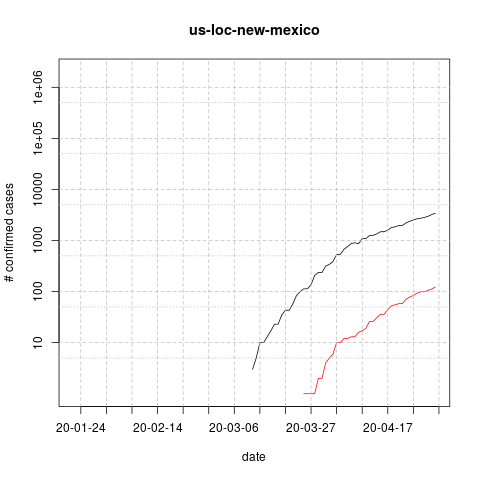 us-loc-new-mexico
# confirmed cases
1e+06
1e+05
10000
1000
100
10
20-01-24 20-02-14 20-03-06 20-03-27 20-04-17
date